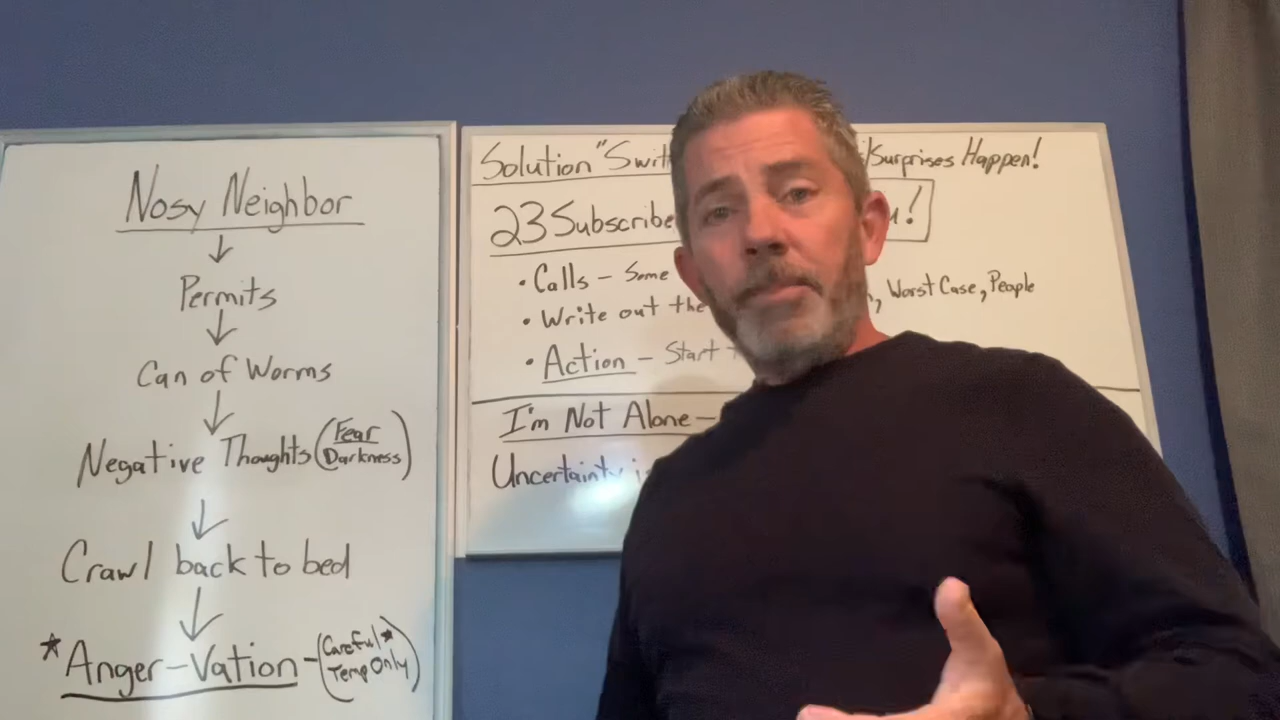 Nosy Neighbor
Permits
Can of Worms
Negative Thoughts (Fear
Darkness)
Crawl back to bed
*Anger-Vation - (Careful*
Temp Only)
Solution "Swit /Surprises Happen!
23 Subscribe !
• Calls - Some
• Write out the , Worst Case, People
• Action - Start
I'm Not Alone -
Uncertainty is